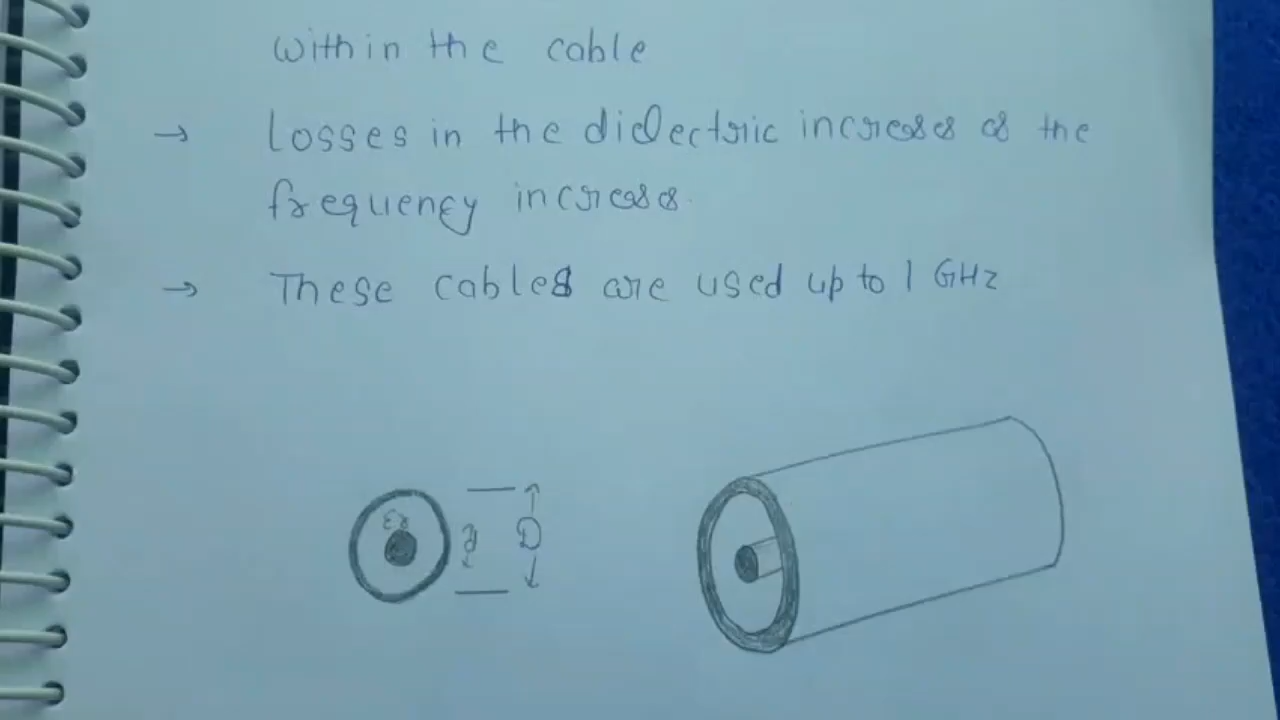 within the cable
→ Losses in the dielectric increases as the
frequency increases.
→ These cables are used up to 1 GHz
εr
d
D